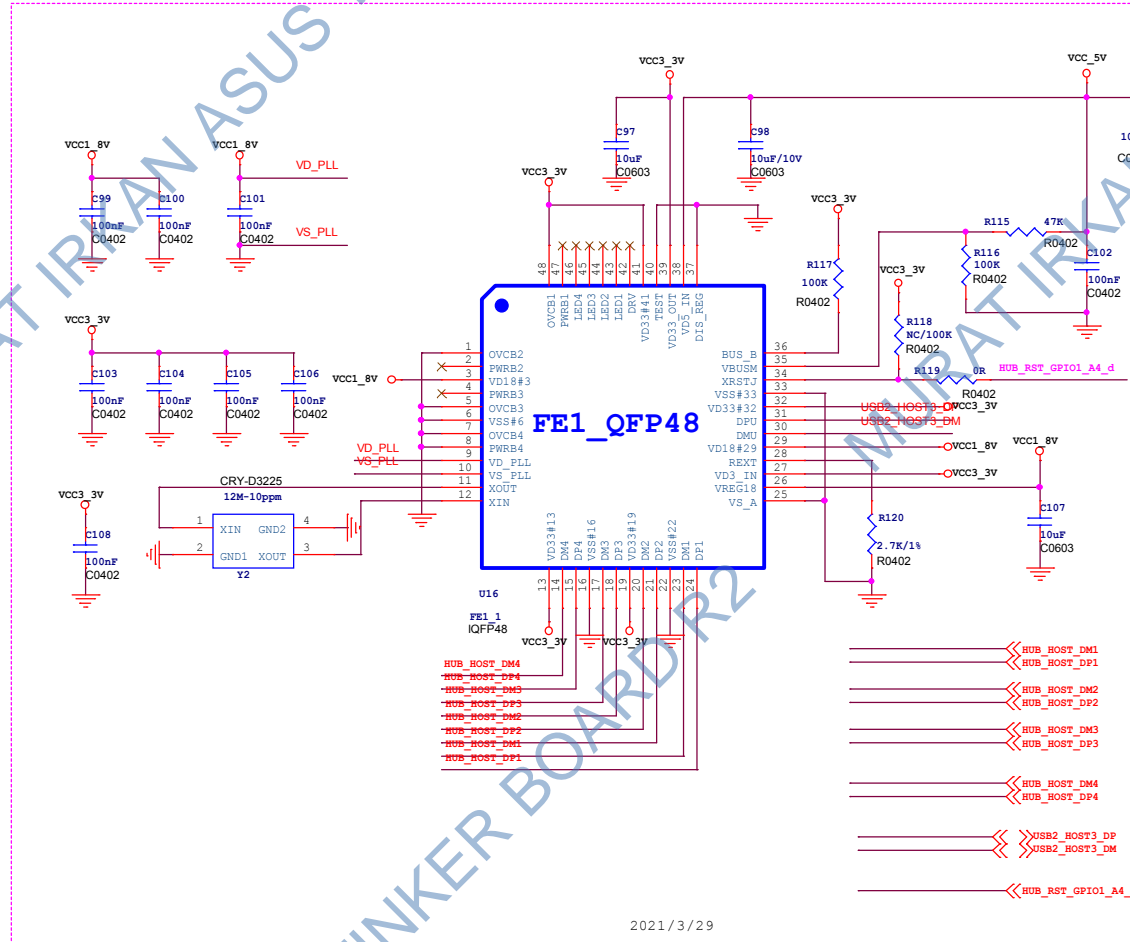 VCC3_3V
VCC_5V
C97
10uF
C0603
C98
10uF/10V
C0603
VCC1_8V
VD_PLL
VS_PLL
C99
100nF
C0402
C100
100nF
C0402
VCC1_8V
C101
100nF
C0402
VCC3_3V
VCC3_3V
R117
100K
R0402
VCC3_3V
R118
NC/100K
R0402
R115
47K
R0402
R116
100K
R0402
C102
100nF
C0402
R119
0R
R0402
HUB_RST_GPIO1_A4_d
VCC3_3V
C103
100nF
C0402
C104
100nF
C0402
C105
100nF
C0402
C106
100nF
C0402
48 47 46 45 44 43 42 41 40 39 38 37
OVCB1 PWRB1 LED4 LED3 LED2 LED1 DRV VD33#41 TEST VD33_OUT VD5_IN DIS_REG
FE1_QFP48
1 OVCB2
2 PWRB2
3 VD18#3
4 PWRB3
5 OVCB3
6 VSS#6
7 OVCB4
8 PWRB4
9 VD_PLL
10 VS_PLL
11 XOUT
12 XIN
VCC1_8V
VD_PLL
VS_PLL
BUS_B 36
VBUSM 35
XRSTJ 34
VSS#33 33
VD33#32 32
DPU 31
DMU 30
VD18#29 29
REXT 28
VD3_IN 27
VREG18 26
VS_A 25
VCC3_3V
USB2_HOST3_DM
VCC1_8V
VCC3_3V
VCC1_8V
C107
10uF
C0603
R120
2.7K/1%
R0402
VD33#13 DM4 DP4 VSS#16 DM3 DP3 VD33#19 DM2 DP2 VSS#22 DM1 DP1
13 14 15 16 17 18 19 20 21 22 23 24
VCC3_3V
C108
100nF
C0402
CRY-D3225
12M-10ppm
1 XIN GND2 4
2 GND1 XOUT 3
Y2
U16
FE1_1
lQFP48
VCC3_3V
VCC3_3V
HUB_HOST_DM4
HUB_HOST_DP4
HUB_HOST_DM3
HUB_HOST_DP3
HUB_HOST_DM2
HUB_HOST_DP2
HUB_HOST_DM1
HUB_HOST_DP1
HUB_HOST_DM1
HUB_HOST_DP1
HUB_HOST_DM2
HUB_HOST_DP2
HUB_HOST_DM3
HUB_HOST_DP3
HUB_HOST_DM4
HUB_HOST_DP4
USB2_HOST3_DP
USB2_HOST3_DM
HUB_RST_GPIO1_A4_
2021/3/29
MURAT IRKAN ASUS
MURAT IRKAN
TINKER BOARD R2